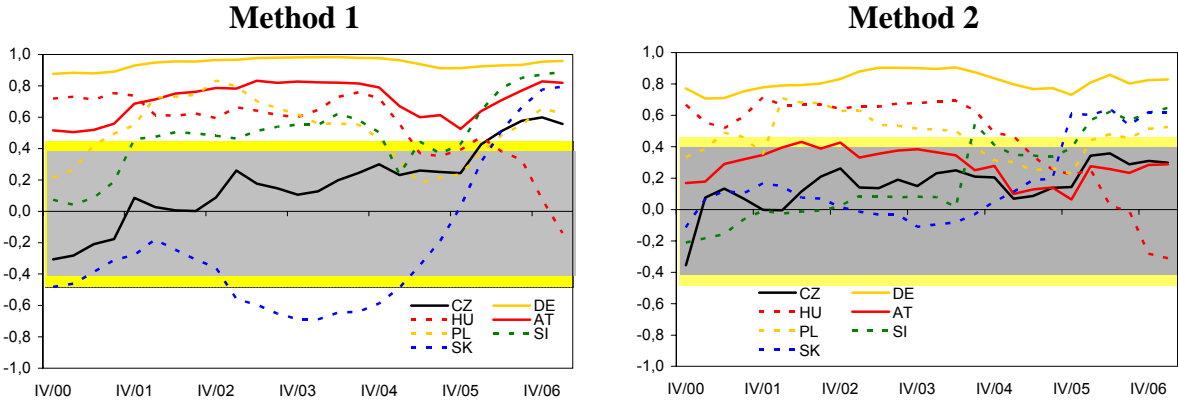 Method 1
1,0
0,8
0,6
0,4
0,2
0,0
-0,2
-0,4
-0,6
-0,8
-1,0
IV/00 IV/01 IV/02 IV/03 IV/04 IV/05 IV/06
CZ DE
HU AT
PL SI
SK
Method 2
1,0
0,8
0,6
0,4
0,2
0,0
-0,2
-0,4
-0,6
-0,8
-1,0
IV/00 IV/01 IV/02 IV/03 IV/04 IV/05 IV/06
CZ DE
HU AT
PL SI
SK